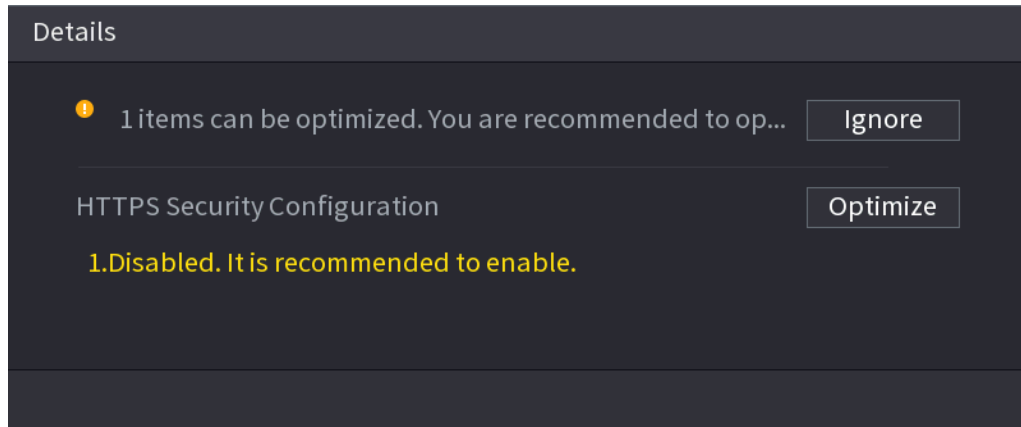 Details
1 items can be optimized. You are recommended to op... Ignore
HTTPS Security Configuration Optimize
1.Disabled. It is recommended to enable.